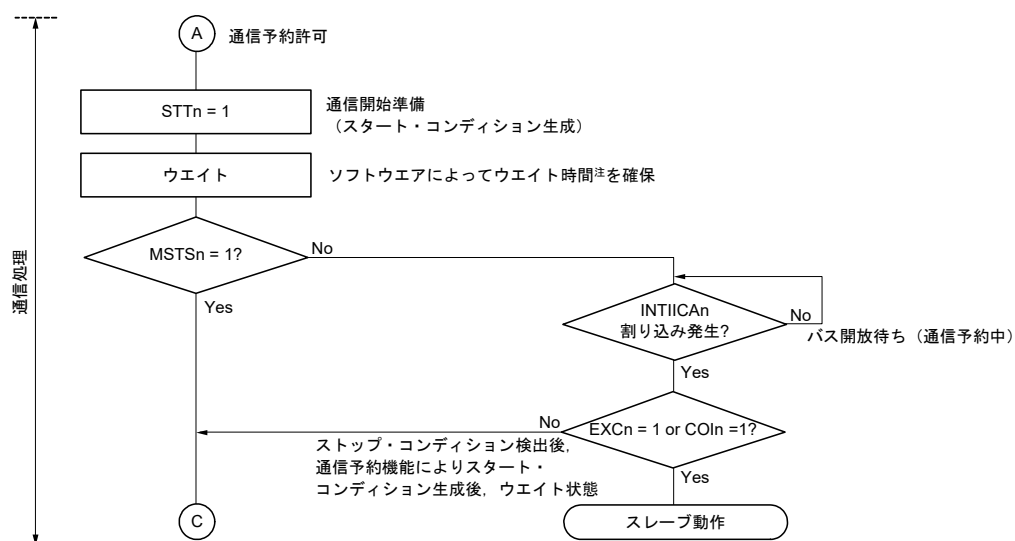 A
通信予約許可
STTn = 1
通信開始準備
（スタート・コンディション生成）
ウエイト
ソフトウエアによってウエイト時間注を確保
MSTSn = 1?
No
Yes
通信処理
INTIICAn
割り込み発生?
No
バス開放待ち（通信予約中）
Yes
EXCn = 1 or COIn =1?
No
ストップ・コンディション検出後，
通信予約機能によりスタート・
コンディション生成後，ウエイト状態
Yes
C
スレーブ動作